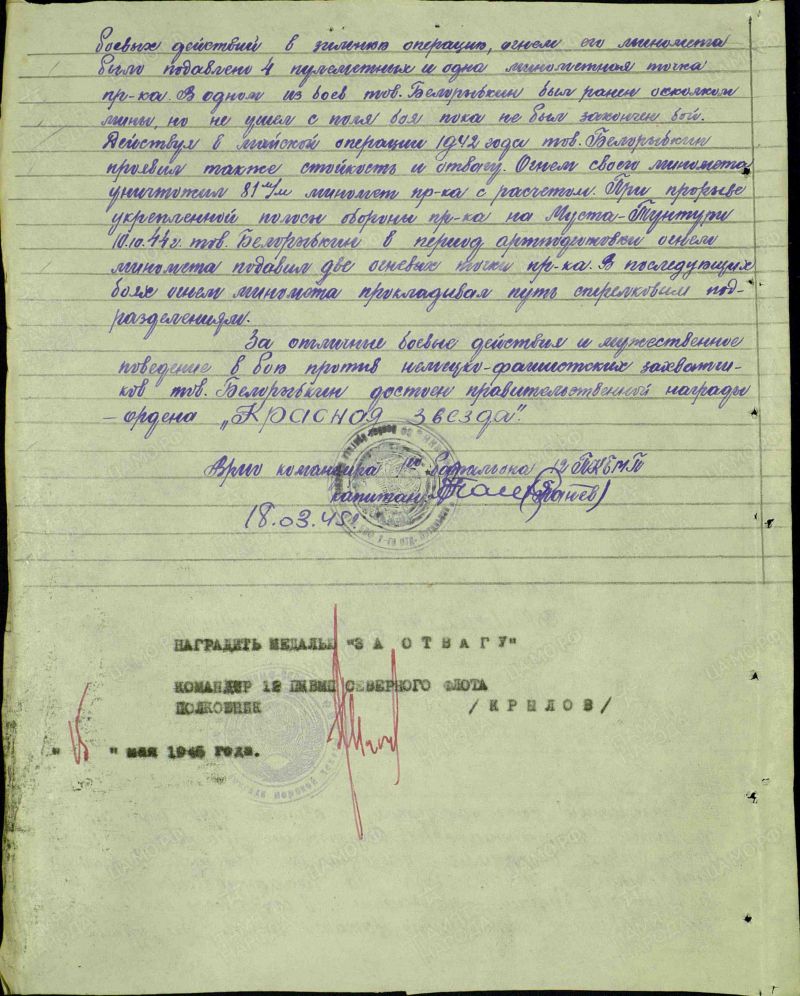 боевых действий в зимнюю операцию, огнем его миномета
было подавлено 4 пулеметных и одна минометная точка
пр-ка. В одном из боев тов. Белорыбкин был ранен осколком
мины, но не ушел с поля боя пока не был закончен бой.
Действуя в майской операции 1942 года тов. Белорыбкин
проявил также стойкость и отвагу. Огнем своего миномета
уничтожил 81 м/м миномет пр-ка с расчетом. При прорыве
укрепленной полосы обороны пр-ка на Муста-Тунтури
10.10.44г. тов. Белорыбкин в период артподготовки огнем
миномета подавил две огневых точки пр-ка. В последующих
боях огнем миномета прокладывал путь стрелковым под-
разделениям.
За отличные боевые действия и мужественное
поведение в бою против немецко-фашистских захватчи-
ков тов. Белорыбкин достоин правительственной награды
– ордена „Красная звезда".
Врио командира батальона 12
капитан
18.03.45
НАГРАДИТЬ МЕДАЛЬЮ "ЗА ОТВАГУ"
КОМАНДИР 12 СЕВЕРНОГО ФЛОТА
ПОЛКОВНИК /КРЫЛОВ/
"15" мая 1945 года.